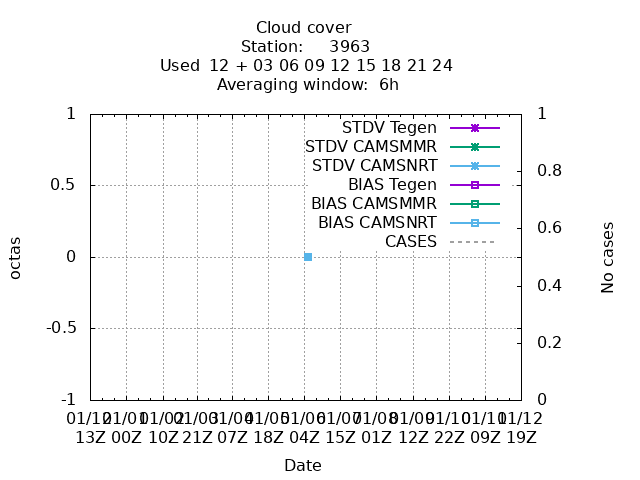 Cloud cover
Station: 3963
Used 12 + 03 06 09 12 15 18 21 24
Averaging window: 6h
1 1
STDV Tegen
STDV CAMSMMR
0.8
STDV CAMSNRT
0.5 BIAS Tegen
BIAS CAMSMMR
0.6
BIAS CAMSNRT
CASES
octas
No cases
0
0.4
-0.5
0.2
-1 0
01/12 01/01 01/02 01/03 01/04 01/05 01/06 01/07 01/08 01/09 01/10 01/11 01/12
13Z 00Z 10Z 21Z 07Z 18Z 04Z 15Z 01Z 12Z 22Z 09Z 19Z
Date